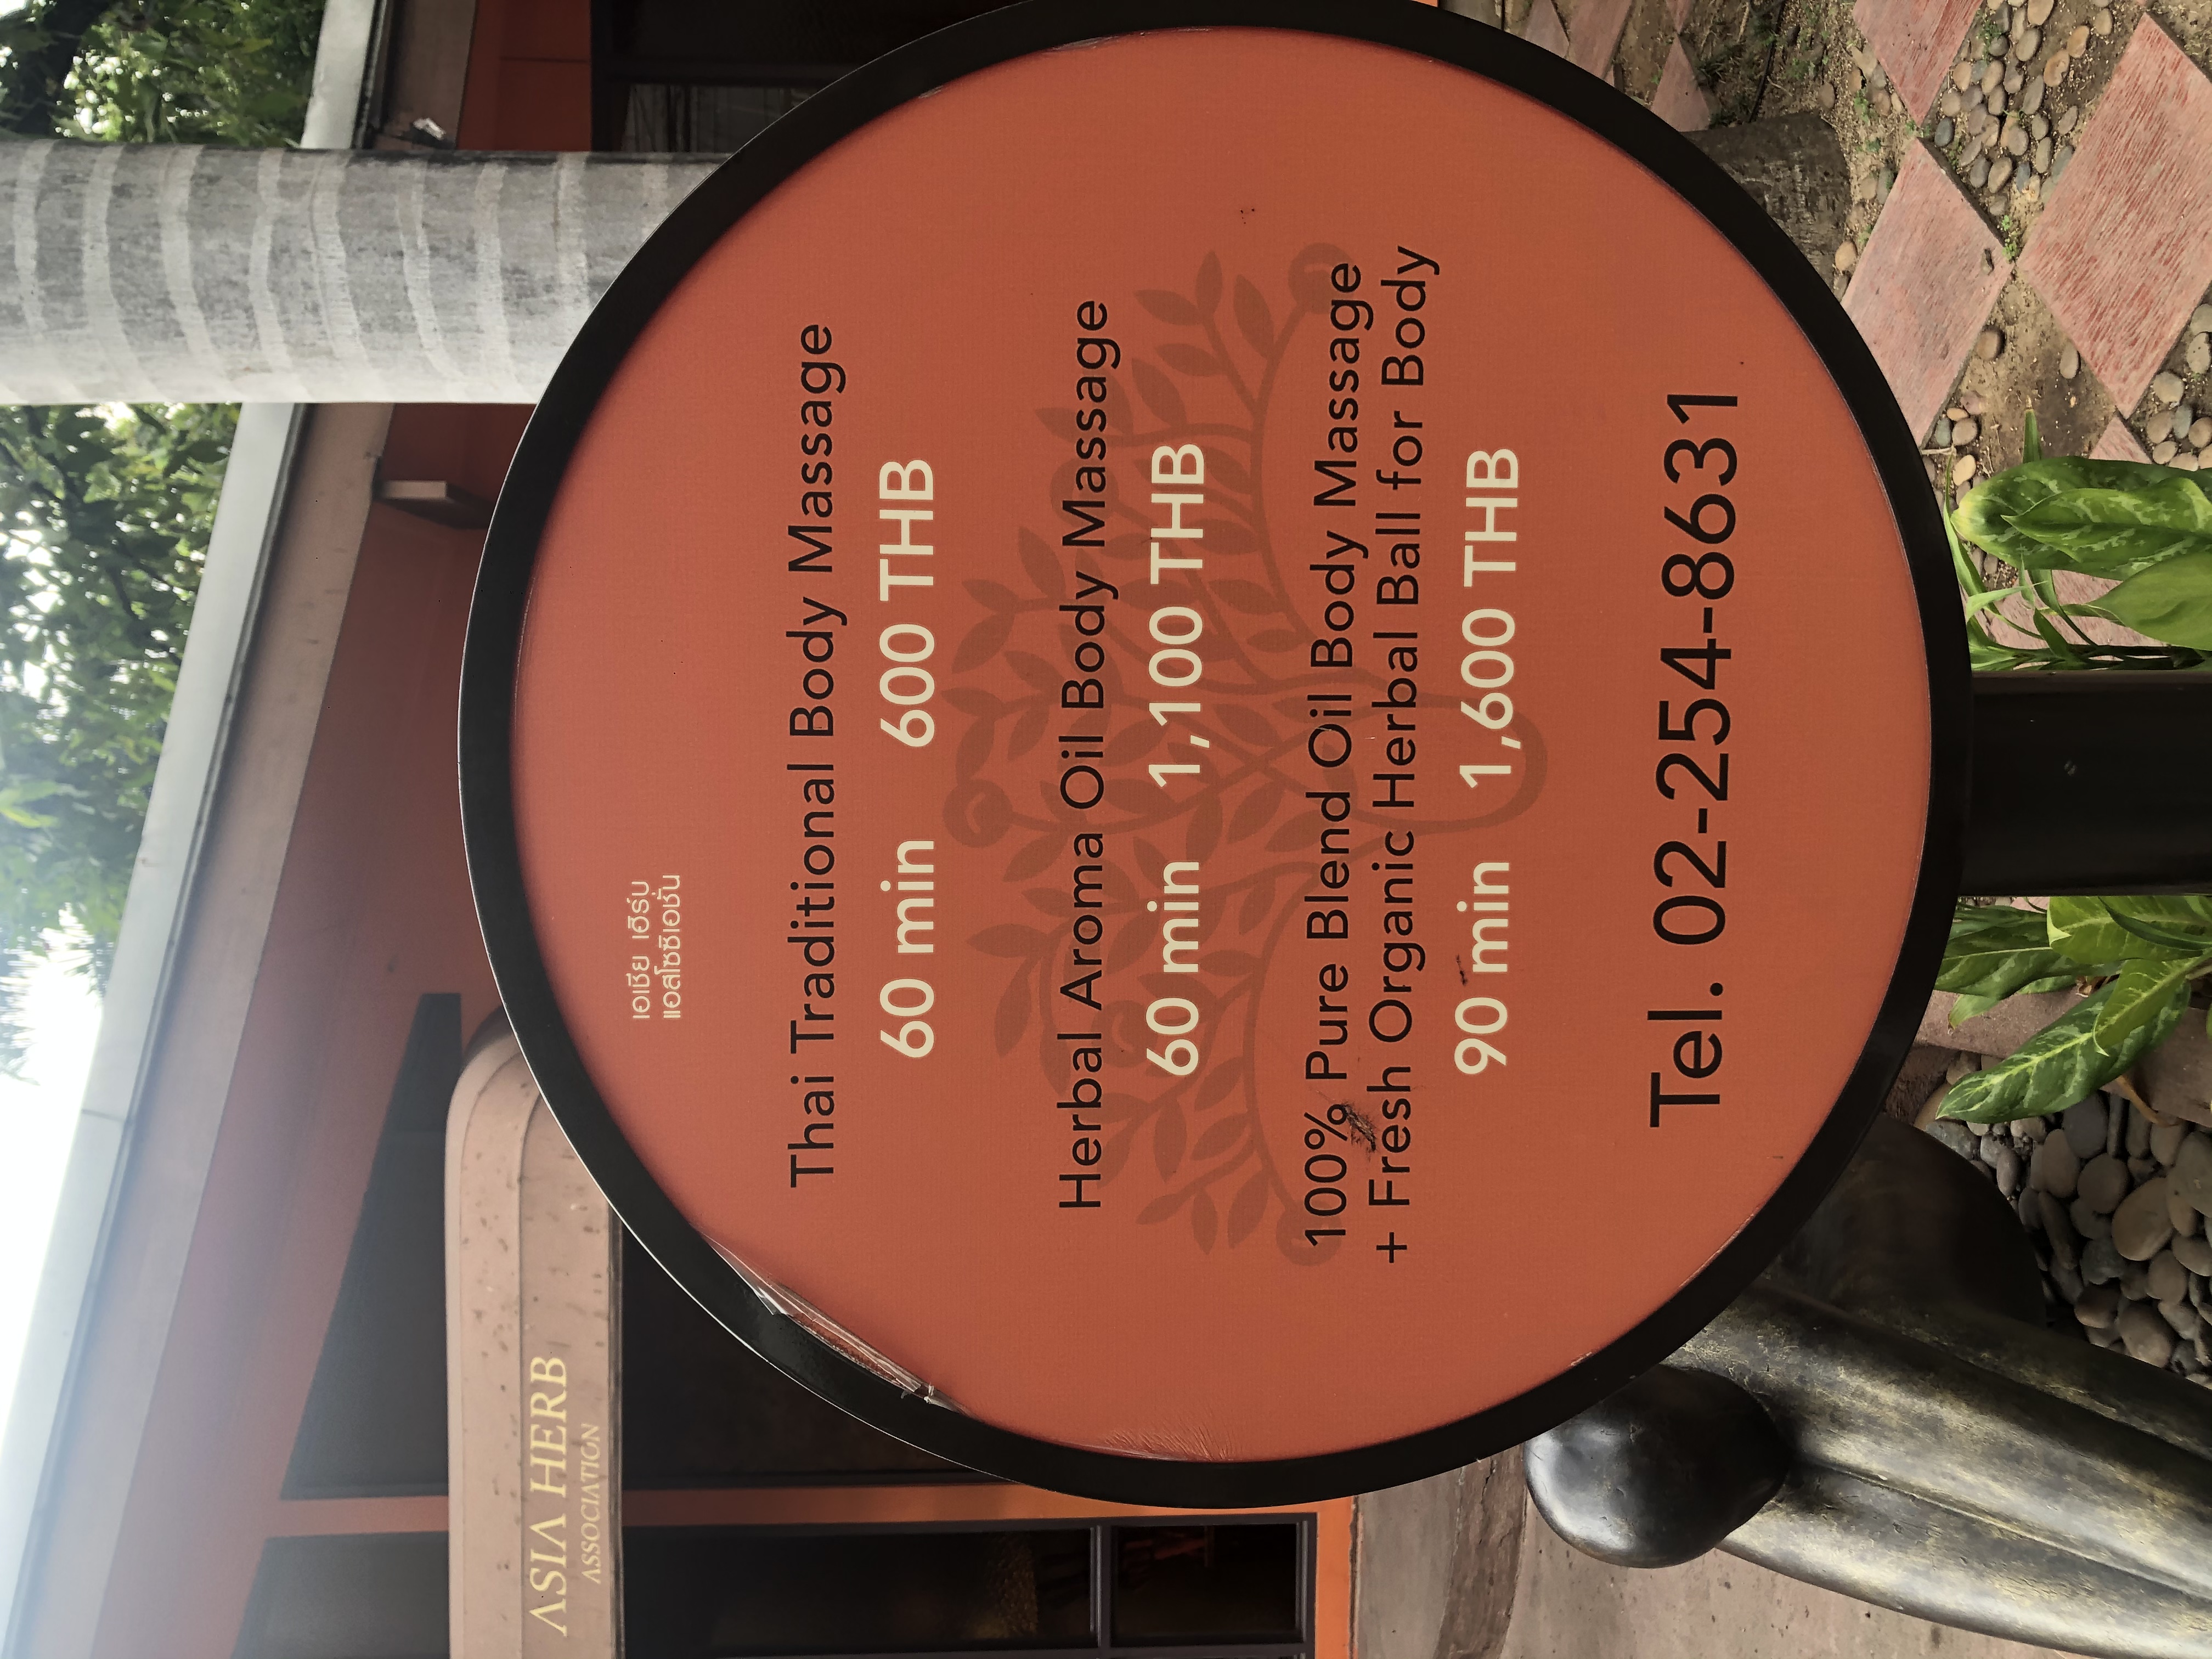 เอเชีย เฮิร์บ
แอสโซซิเอชั่น
Thai Traditional Body Massage
60 min 600 THB
Herbal Aroma Oil Body Massage
60 min 1,100 THB
100% Pure Blend Oil Body Massage
+ Fresh Organic Herbal Ball for Body
90 min 1,600 THB
Tel. 02-254-8631
ASIA HERB
ASSOCIATION